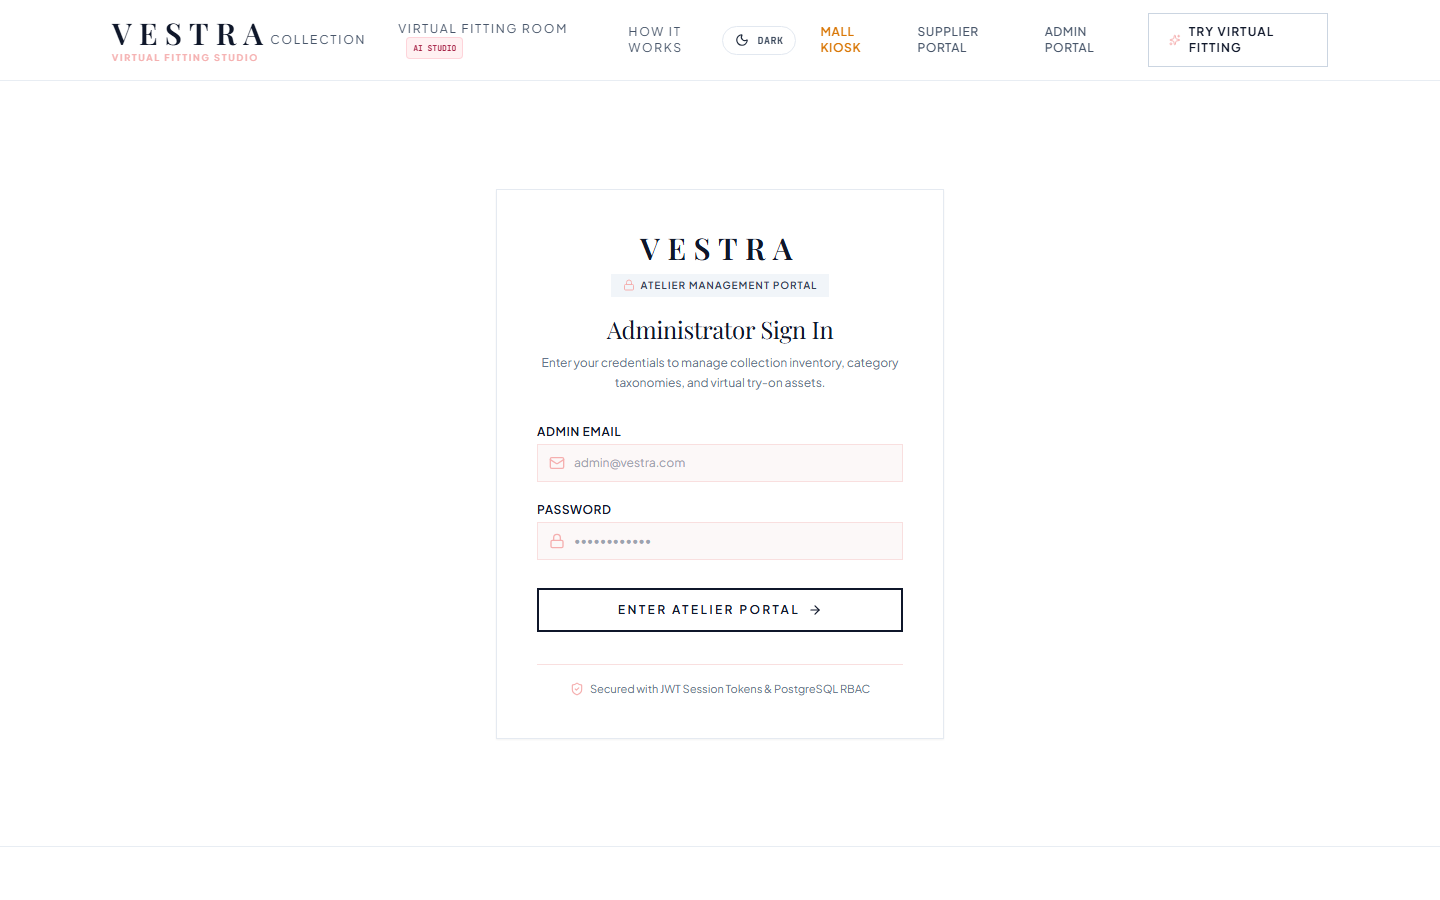 VESTRA
VIRTUAL FITTING STUDIO
COLLECTION
VIRTUAL FITTING ROOM
AI STUDIO
HOW IT
WORKS
DARK
MALL
KIOSK
SUPPLIER
PORTAL
ADMIN
PORTAL
TRY VIRTUAL
FITTING
VESTRA
ATELIER MANAGEMENT PORTAL
Administrator Sign In
Enter your credentials to manage collection inventory, category
taxonomies, and virtual try-on assets.
ADMIN EMAIL
admin@vestra.com
PASSWORD
••••••••••••
ENTER ATELIER PORTAL →
Secured with JWT Session Tokens & PostgreSQL RBAC